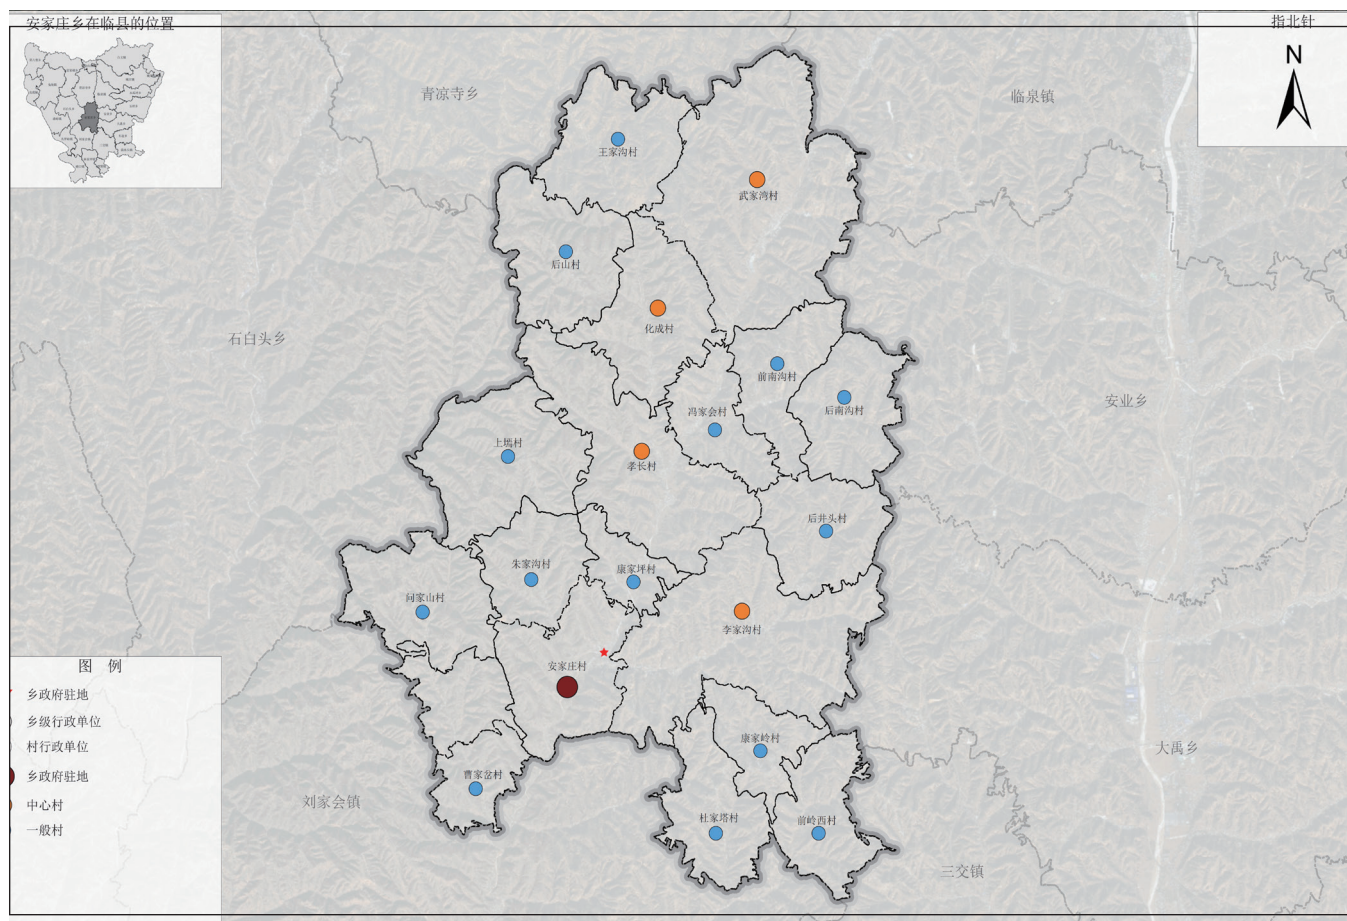 安家庄乡在临县的位置
指北针
N
青凉寺乡
临泉镇
王家沟村
武家湾村
后山村
化成村
石白头乡
前南沟村
安业乡
后南沟村
冯家会村
上墕村
孝长村
后井头村
朱家沟村
康家坪村
问家山村
李家沟村
安家庄村
康家岭村
大禹乡
曹家岔村
刘家会镇
杜家塔村
前岭西村
三交镇
图 例
乡政府驻地
乡级行政单位
村行政单位
乡政府驻地
中心村
一般村